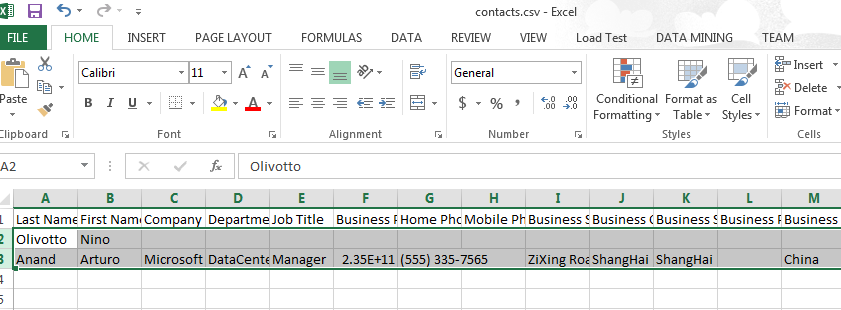 contacts.csv - Excel
FILE HOME INSERT PAGE LAYOUT FORMULAS DATA REVIEW VIEW Load Test DATA MINING TEAM
Calibri 11 A A General Insert
Paste Conditional Format as Cell Delete
B I U A $ % , .0 .00 Formatting Table Styles Format
Clipboard Font Alignment Number Styles Cells
A2 fx Olivotto
A B C D E F G H I J K L M
1 Last Name First Name Company Departme Job Title Business P Home Pho Mobile Ph Business S Business C Business S Business P Business
2 Olivotto Nino
3 Anand Arturo Microsoft DataCente Manager 2.35E+11 (555) 335-7565 ZiXing Roa ShangHai ShangHai China
4
5